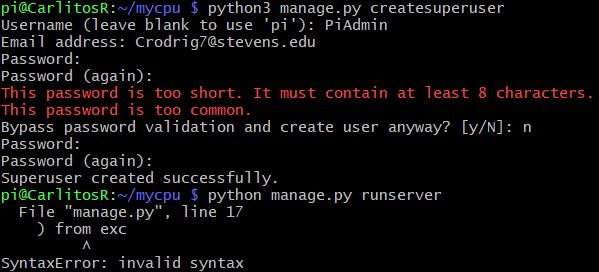 pi@CarlitosR:~/mycpu $ python3 manage.py createsuperuser
Username (leave blank to use 'pi'): PiAdmin
Email address: Crodrig7@stevens.edu
Password:
Password (again):
This password is too short. It must contain at least 8 characters.
This password is too common.
Bypass password validation and create user anyway? [y/N]: n
Password:
Password (again):
Superuser created successfully.
pi@CarlitosR:~/mycpu $ python manage.py runserver
  File "manage.py", line 17
    ) from exc
         ^
SyntaxError: invalid syntax